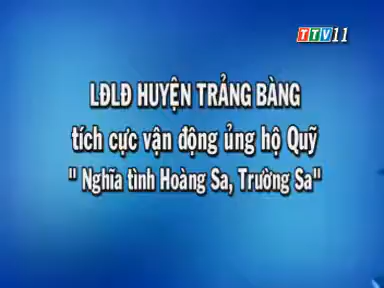 TTV11
LĐLĐ HUYỆN TRẢNG BÀNG
tích cực vận động ủng hộ Quỹ
" Nghĩa tình Hoàng Sa, Trường Sa"